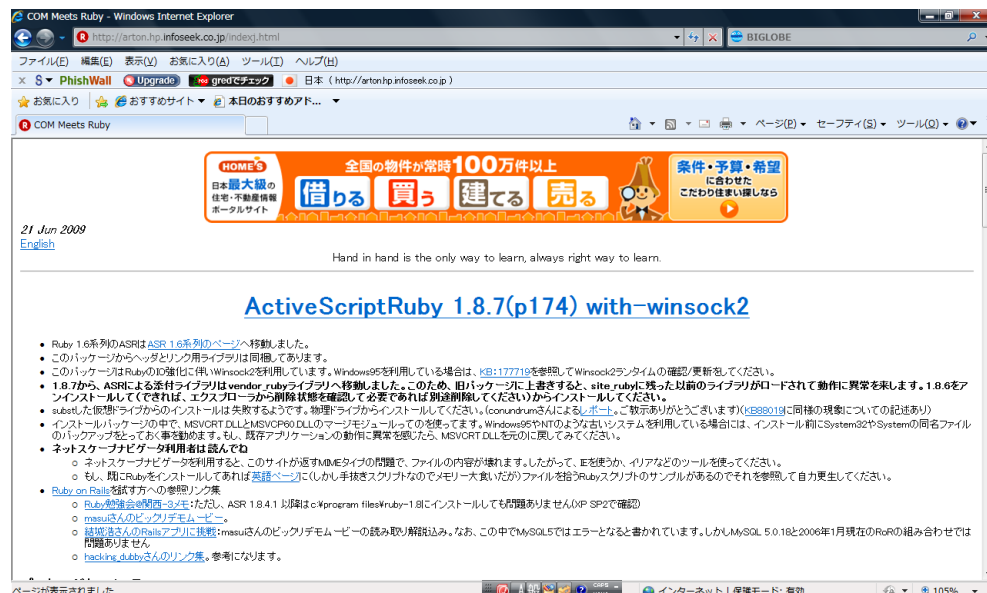 COM Meets Ruby - Windows Internet Explorer
http://arton.hp.infoseek.co.jp/indexj.html
BIGLOBE
ファイル(F) 編集(E) 表示(V) お気に入り(A) ツール(T) ヘルプ(H)
× S▼ PhishWall Upgrade gredでチェック 日本 ( http://arton.hp.infoseek.co.jp )
お気に入り おすすめサイト ▼ 本日のおすすめアド... ▼
COM Meets Ruby
ページ(P) ▼ セーフティ(S) ▼ ツール(O) ▼
HOME'S
日本最大級の
住宅・不動産情報
ポータルサイト
全国の物件が常時100万件以上
借りる 買う 建てる 売る
条件・予算・希望
に合わせた
こだわり住まい探しなら
21 Jun 2009
English
Hand in hand is the only way to learn, always right way to learn.
ActiveScriptRuby 1.8.7(p174) with-winsock2
Ruby 1.6系列のASRはASR 1.6系列のページへ移動しました。
このパッケージからヘッダとリンク用ライブラリは同梱してあります。
このパッケージはRubyのIO強化に伴いWinsock2を利用しています。Windows95を利用している場合は、KB:177719を参照してWinsock2ランタイムの確認/更新をしてください。
1.8.7から、ASRによる添付ライブラリはvendor_rubyライブラリへ移動しました。このため、旧パッケージに上書きすると、site_rubyに残った以前のライブラリがロードされて動作に異常を来します。1.8.6をア
ンインストールして(できれば、エクスプローラから削除状態を確認して必要であれば別途削除してください)からインストールしてください。
substした仮想ドライブからのインストールは失敗するようです。物理ドライブからインストールしてください。(conundrumさんによるレポート。ご教示ありがとうございます)(KB88019に同様の現象についての記述あり)
インストールパッケージの中で、MSVCRT.DLLとMSVCP60.DLLのマージモジュールってのを使ってます。Windows95やNTのような古いシステムを利用している場合には、インストール前にSystem32やSystemの同名ファイル
のバックアップをとっておく事を勧めます。もし、既存アプリケーションの動作に異常を感じたら、MSVCRT.DLLを元のに戻してみてください。
ネットスケープナビゲータ利用者は読んでね
ネットスケープナビゲータを利用すると、このサイトが返すMIMEタイプの問題で、ファイルの内容が壊れます。したがって、IEを使うか、イリアなどのツールを使ってください。
もし、既にRubyをインストールしてあれば英語ページに(しかし手抜きスクリプトなのでメモリー大食いだが)ファイルを拾うRubyスクリプトのサンプルがあるのでそれを参照して自力更生してください。
Ruby on Railsを試す方への参照リンク集
Ruby勉強会@関西-3メモ:ただし、ASR 1.8.4.1 以降はc:¥program files¥ruby-1.8にインストールしても問題ありません(XP SP2で確認)
masuiさんのビックリデモムービー。
結城浩さんのRailsアプリに挑戦:masuiさんのビックリデモムービーの読み取り解説込み。なお、この中でMySQL5ではエラーとなると書かれています。しかしMySQL 5.0.18と2006年1月現在のRoRの組み合わせでは
問題ありません
hacking_dubbyさんのリンク集。参考になります。
ページが表示されました
CAPS
インターネット | 保護モード: 有効
105%